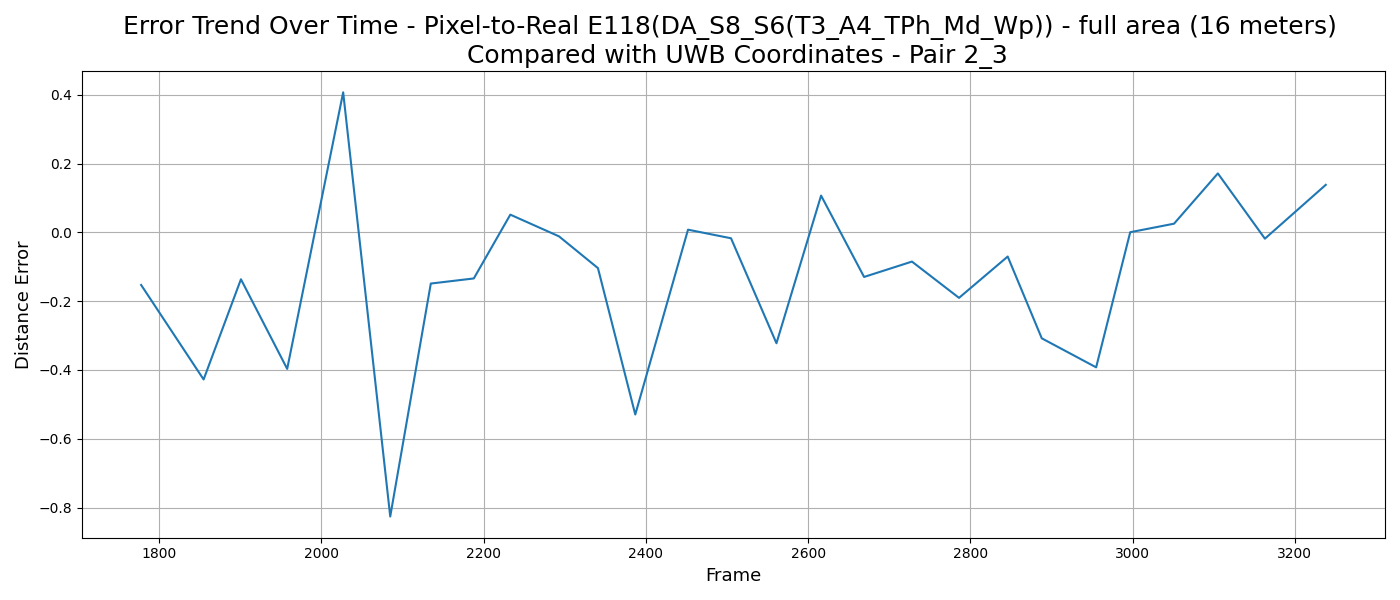 Error Trend Over Time - Pixel-to-Real E118(DA_S8_S6(T3_A4_TPh_Md_Wp)) - full area (16 meters)
Compared with UWB Coordinates - Pair 2_3
0.4
0.2
0.0
−0.2
−0.4
−0.6
−0.8
Distance Error
1800 2000 2200 2400 2600 2800 3000 3200
Frame